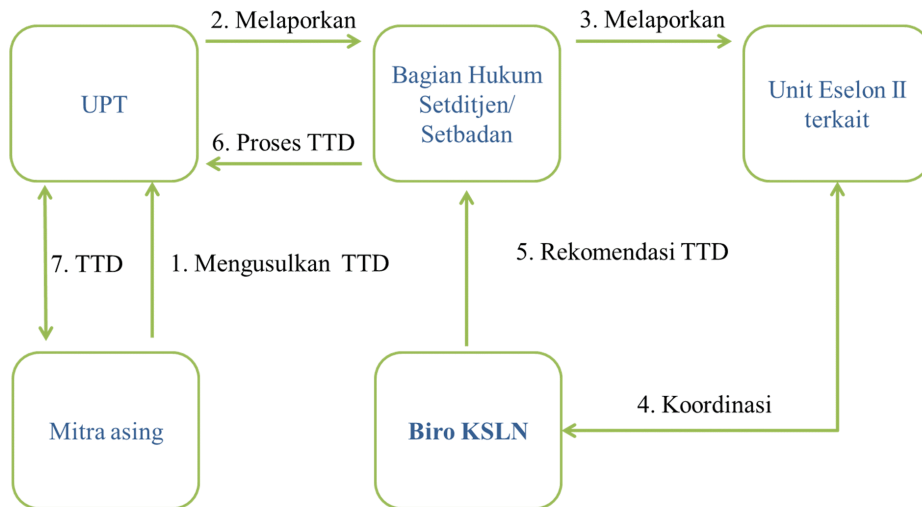 2. Melaporkan
3. Melaporkan
UPT
Bagian Hukum
Setditjen/
Setbadan
Unit Eselon II
terkait
6. Proses TTD
7. TTD
1. Mengusulkan TTD
5. Rekomendasi TTD
Mitra asing
Biro KSLN
4. Koordinasi